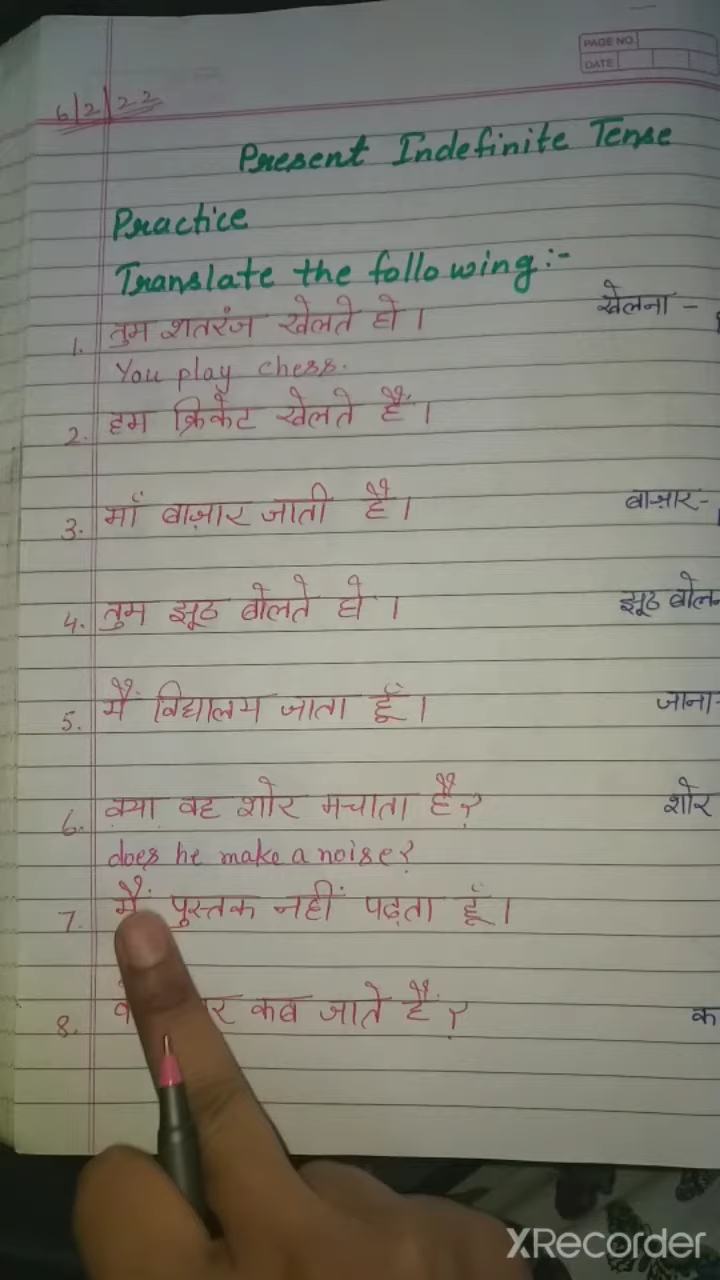 PAGE NO.
DATE
6/2/22
Present Indefinite Tense
Practice
Translate the following:-
1. तुम शतरंज खेलते हो। खेलना -
You play chess.
2. हम क्रिकेट खेलते हैं।
3. माँ बाज़ार जाती है। बाज़ार-
4. तुम झूठ बोलते हो। झूठ बोल
5. मैं विद्यालय जाता हूँ। जाना-
6. क्या वह शोर मचाता है? शोर
does he make a noise?
7. मैं पुस्तक नहीं पढ़ता हूँ।
8. कब जाते हैं? क
XRecorder